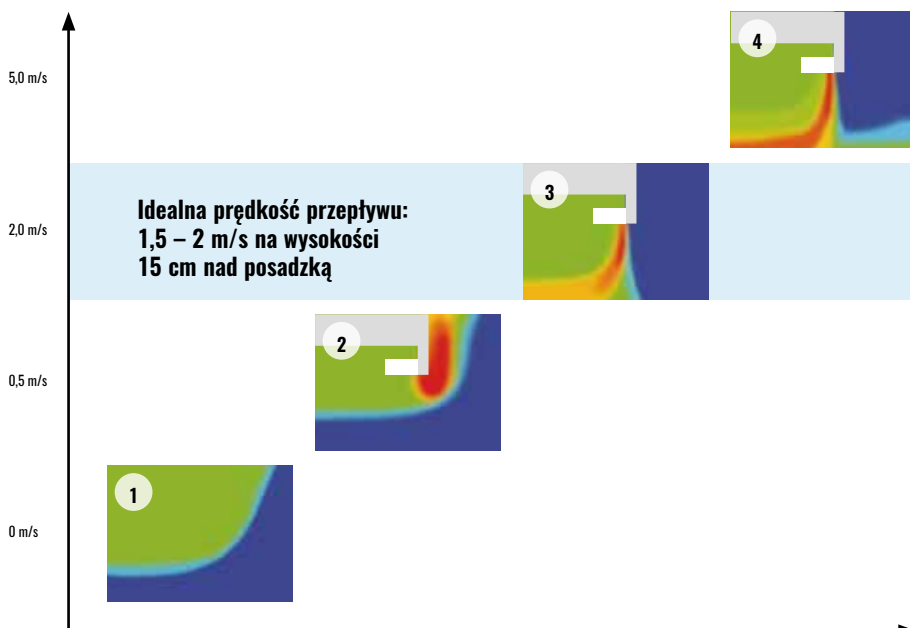 5,0 m/s
4
3
Idealna prędkość przepływu:
1,5 – 2 m/s na wysokości
15 cm nad posadzką
2,0 m/s
2
0,5 m/s
1
0 m/s